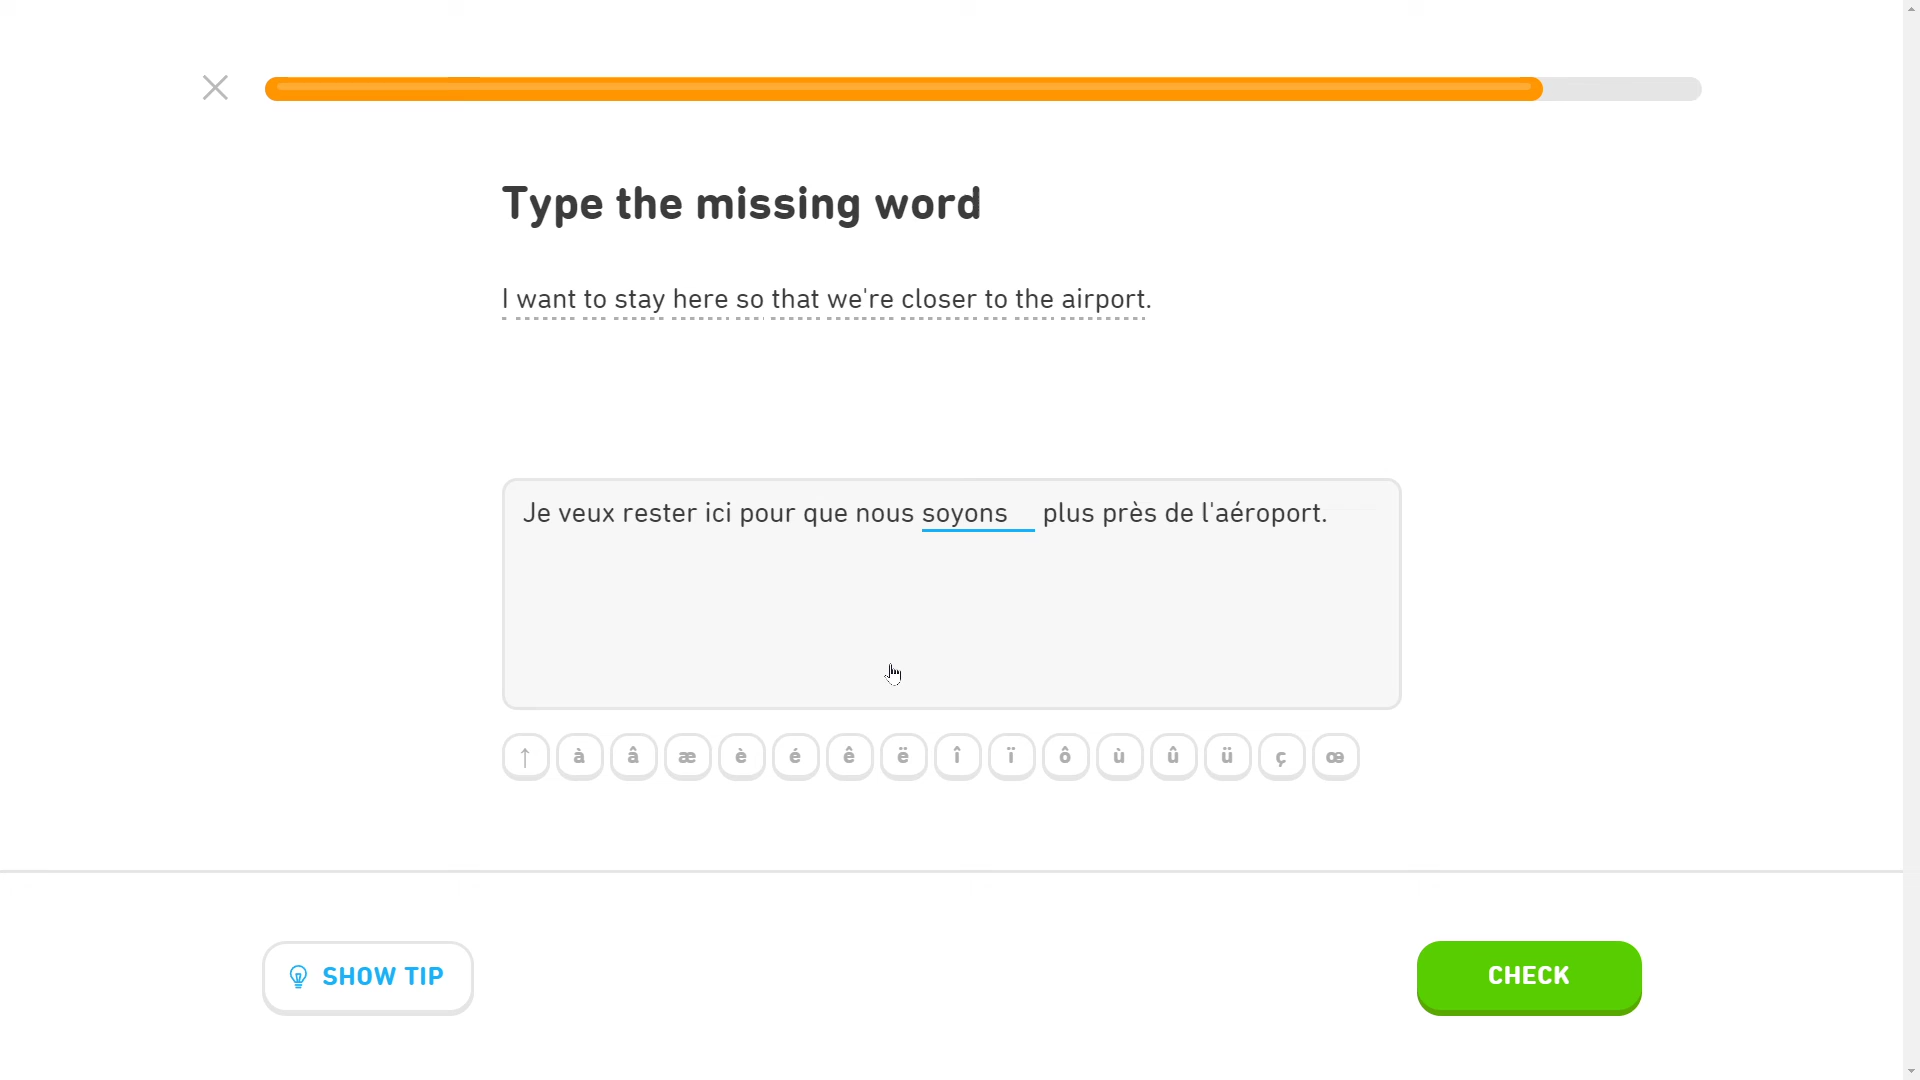 Type the missing word
I want to stay here so that we're closer to the airport.
Je veux rester ici pour que nous soyons plus près de l'aéroport.
↑ à â æ è é ê ë î ï ô ù û ü ç œ
SHOW TIP
CHECK